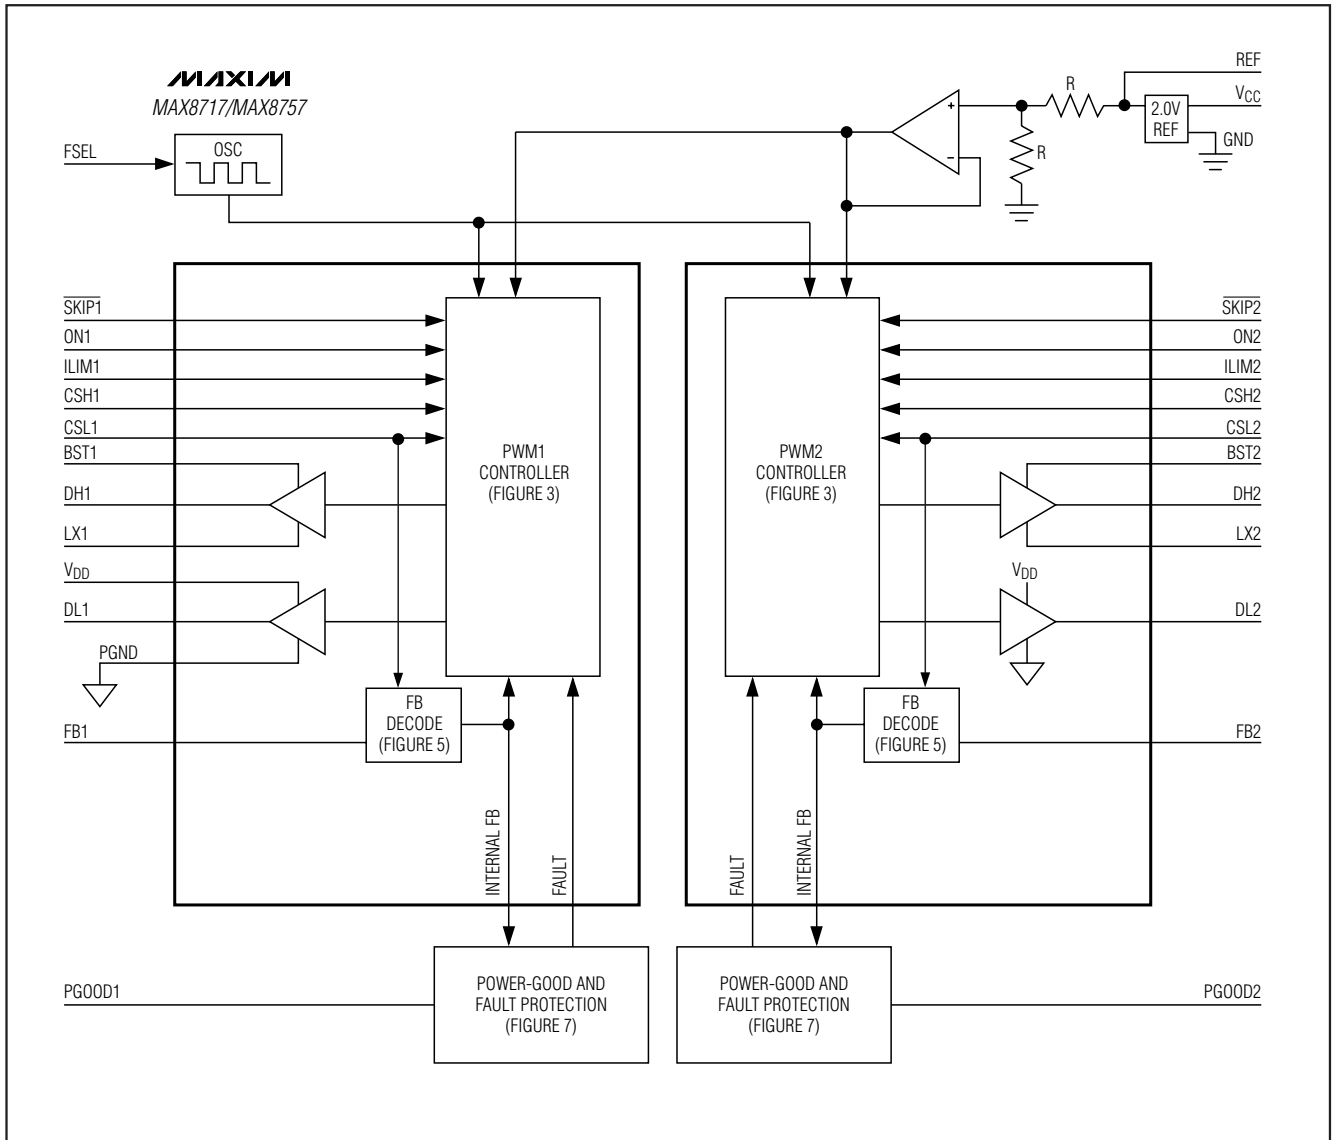 MAXIM
MAX8717/MAX8757
FSEL
OSC
REF
VCC
2.0V
REF
GND
R
R
+
−
SKIP1
ON1
ILIM1
CSH1
CSL1
BST1
DH1
LX1
VDD
DL1
PGND
FB1
PWM1
CONTROLLER
(FIGURE 3)
FB
DECODE
(FIGURE 5)
INTERNAL FB
FAULT
POWER-GOOD AND
FAULT PROTECTION
(FIGURE 7)
PGOOD1
PWM2
CONTROLLER
(FIGURE 3)
SKIP2
ON2
ILIM2
CSH2
CSL2
BST2
DH2
LX2
VDD
DL2
FB
DECODE
(FIGURE 5)
FB2
FAULT
INTERNAL FB
POWER-GOOD AND
FAULT PROTECTION
(FIGURE 7)
PGOOD2